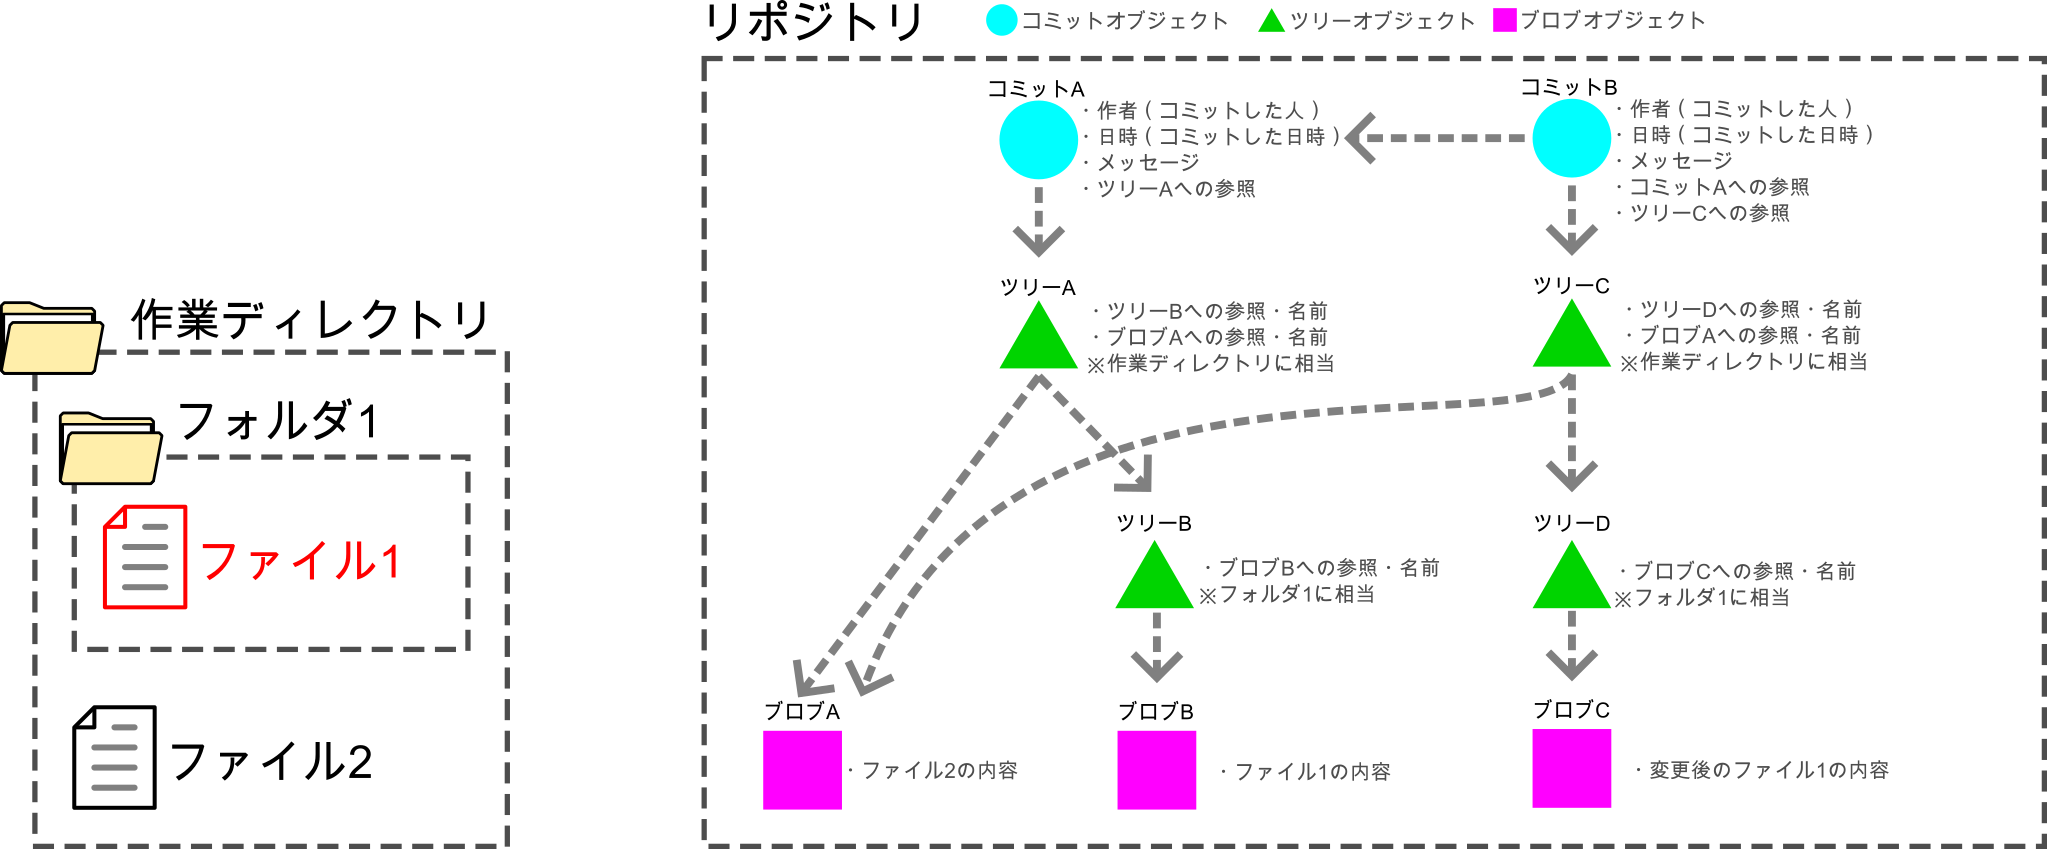 リポジトリ
コミットオブジェクト
ツリーオブジェクト
ブロブオブジェクト
作業ディレクトリ
フォルダ1
ファイル1
ファイル2
コミットA
・作者(コミットした人)
・日時(コミットした日時)
・メッセージ
・ツリーAへの参照
コミットB
・作者(コミットした人)
・日時(コミットした日時)
・メッセージ
・コミットAへの参照
・ツリーCへの参照
ツリーA
・ツリーBへの参照・名前
・ブロブAへの参照・名前
※作業ディレクトリに相当
ツリーC
・ツリーDへの参照・名前
・ブロブAへの参照・名前
※作業ディレクトリに相当
ツリーB
・ブロブBへの参照・名前
※フォルダ1に相当
ツリーD
・ブロブCへの参照・名前
※フォルダ1に相当
ブロブA
・ファイル2の内容
ブロブB
・ファイル1の内容
ブロブC
・変更後のファイル1の内容